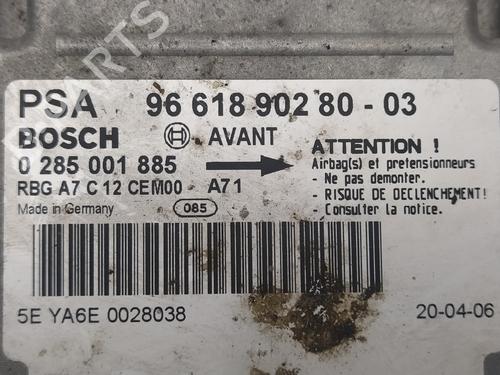 PSA 96 618 902 80 - 03
BOSCH AVANT
0 285 001 885
RBG A7 C 12 CEM00 A71
Made in Germany 085
ATTENTION !
Airbag(s) et pretensionneurs
- Ne pas demonter.
- RISQUE DE DECLENCHEMENT!
- Consulter la notice.
5E YA6E 0028038
20-04-06